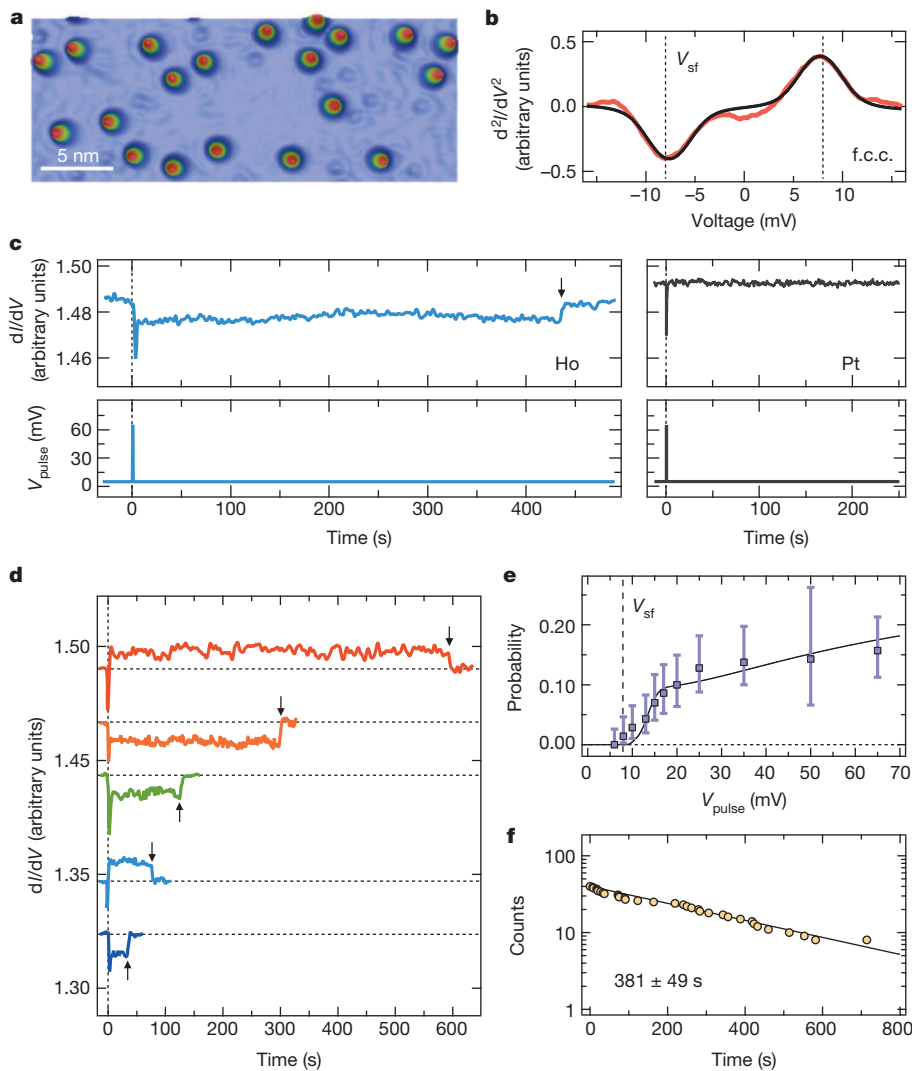 a
5 nm
b
d²I/dV²
(arbitrary units)
0.5
0.0
−0.5
V_sf
f.c.c.
−10 −5 0 5 10
Voltage (mV)
c
dI/dV
(arbitrary units)
1.50
1.48
1.46
Ho
Pt
V_pulse (mV)
60
30
0
0 100 200 300 400
Time (s)
0 100 200
Time (s)
d
dI/dV (arbitrary units)
1.50
1.45
1.35
1.30
0 100 200 300 400 500 600
Time (s)
e
Probability
0.20
0.10
0.00
V_sf
0 10 20 30 40 50 60 70
V_pulse (mV)
f
Counts
100
10
1
381 ± 49 s
0 200 400 600 800
Time (s)